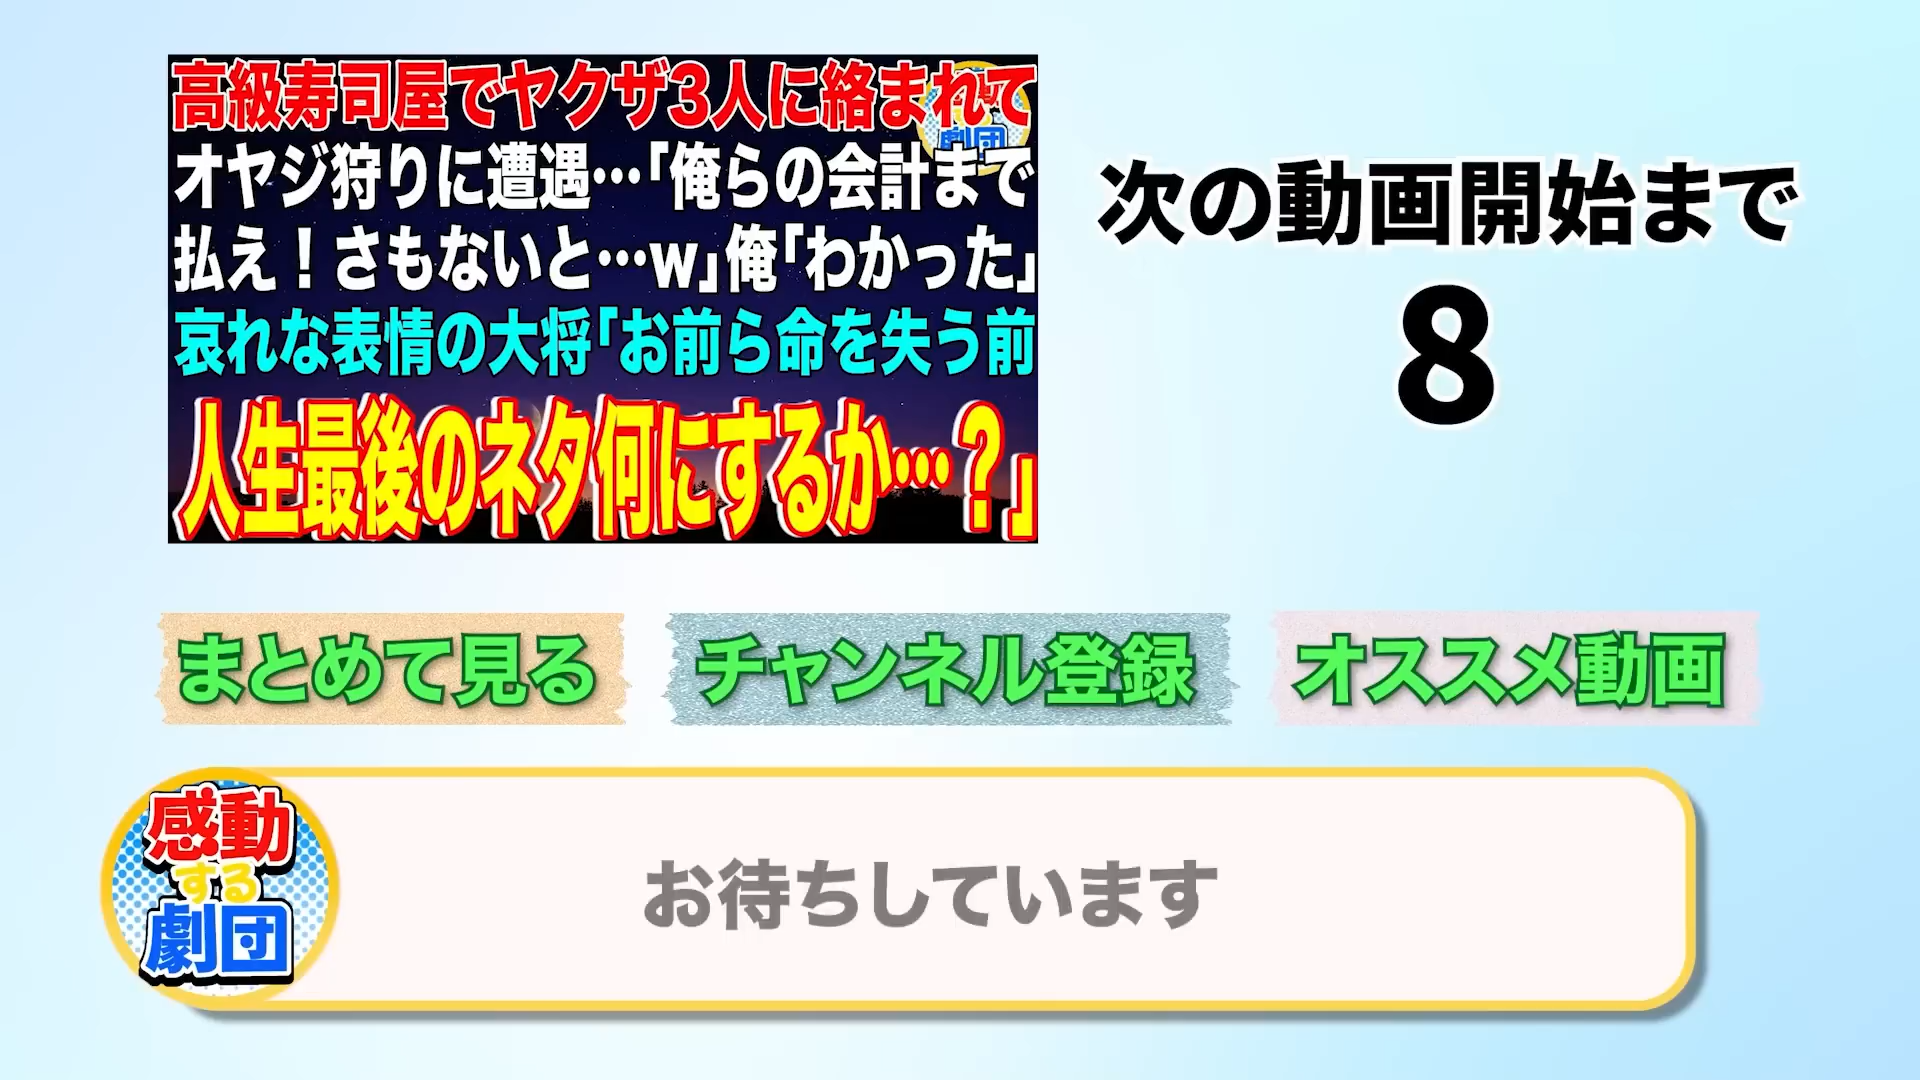 高級寿司屋でヤクザ3人に絡まれて
オヤジ狩りに遭遇…「俺らの会計まで
払え！さもないと…w」俺「わかった」
哀れな表情の大将「お前ら命を失う前
人生最後のネタ何にするか…？」
劇団
次の動画開始まで
8
まとめて見る
チャンネル登録
オススメ動画
感動
する
劇団
お待ちしています